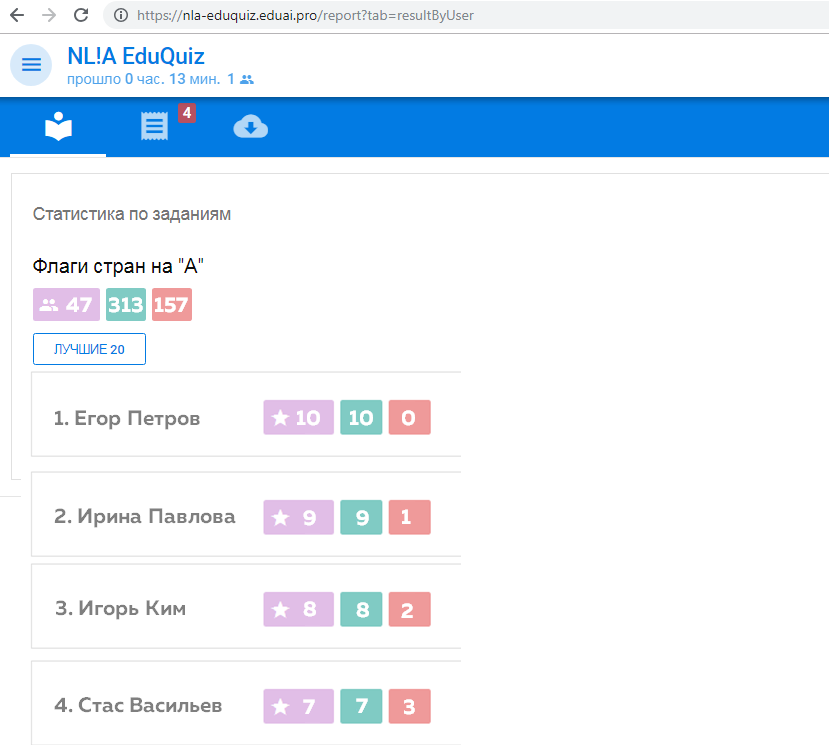 https://nla-eduquiz.eduai.pro/report?tab=resultByUser
NL!A EduQuiz
прошло 0 час. 13 мин. 1
4
Статистика по заданиям
Флаги стран на "А"
47 313 157
ЛУЧШИЕ 20
1. Егор Петров 10 10 0
2. Ирина Павлова 9 9 1
3. Игорь Ким 8 8 2
4. Стас Васильев 7 7 3